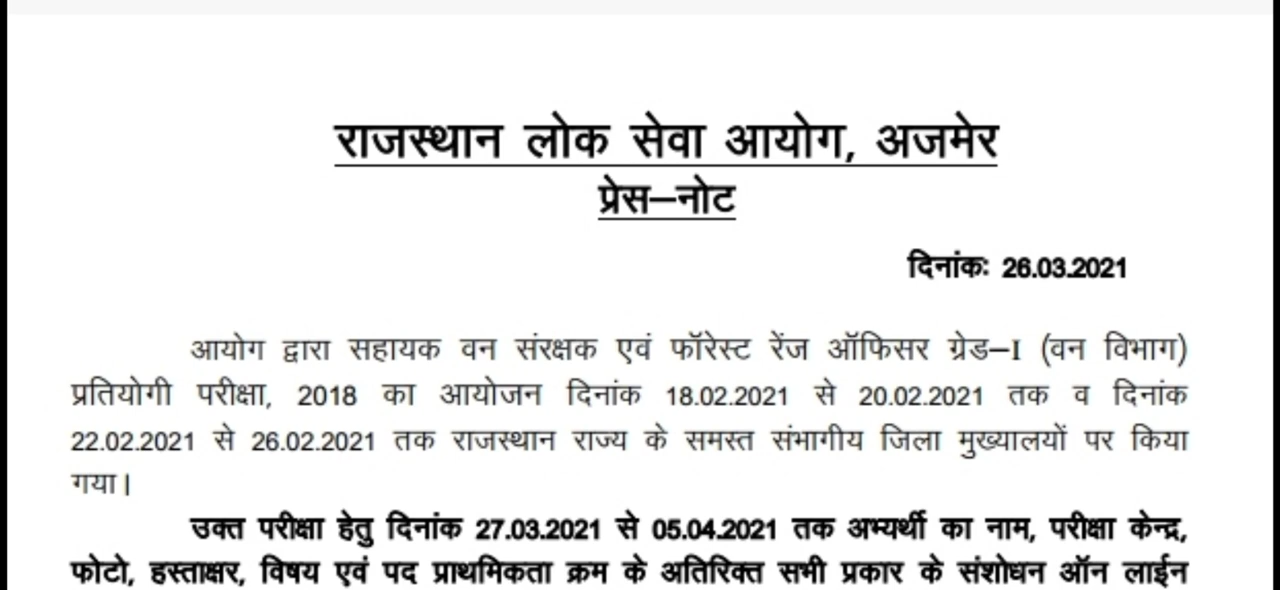 राजस्थान लोक सेवा आयोग, अजमेर
प्रेस–नोट
दिनांकः 26.03.2021
आयोग द्वारा सहायक वन संरक्षक एवं फॉरेस्ट रेंज ऑफिसर ग्रेड–I (वन विभाग)
प्रतियोगी परीक्षा, 2018 का आयोजन दिनांक 18.02.2021 से 20.02.2021 तक व दिनांक
22.02.2021 से 26.02.2021 तक राजस्थान राज्य के समस्त संभागीय जिला मुख्यालयों पर किया
गया।
उक्त परीक्षा हेतु दिनांक 27.03.2021 से 05.04.2021 तक अभ्यर्थी का नाम, परीक्षा केन्द्र,
फोटो, हस्ताक्षर, विषय एवं पद प्राथमिकता क्रम के अतिरिक्त सभी प्रकार के संशोधन ऑन लाईन